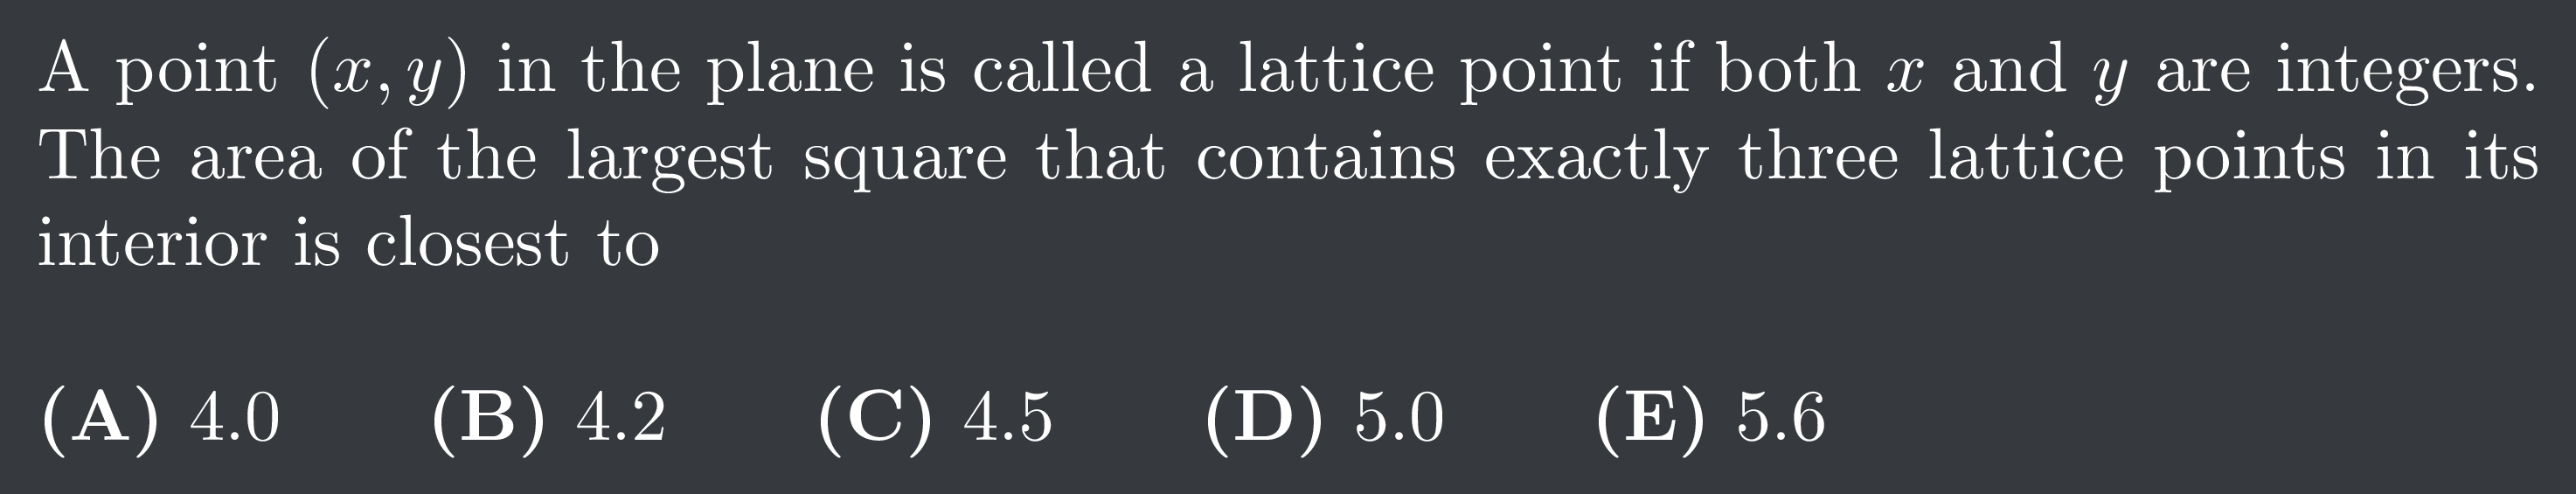 A point (x, y) in the plane is called a lattice point if both x and y are integers.
The area of the largest square that contains exactly three lattice points in its
interior is closest to
(A) 4.0 (B) 4.2 (C) 4.5 (D) 5.0 (E) 5.6